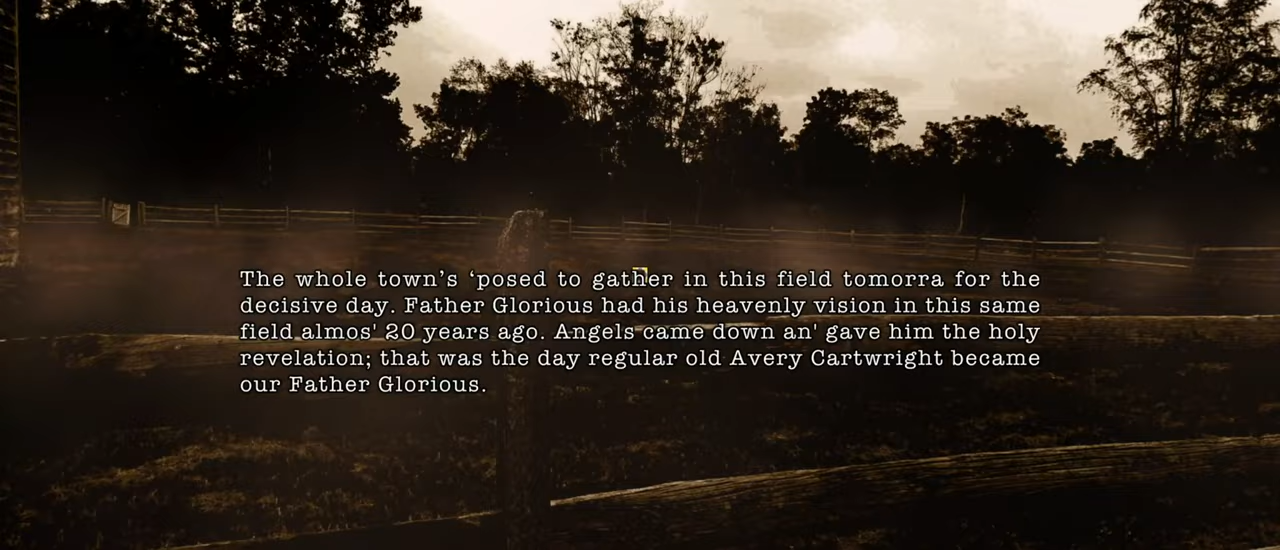 The whole town's ‘posed to gather in this field tomorra for the
decisive day. Father Glorious had his heavenly vision in this same
field almos' 20 years ago. Angels came down an' gave him the holy
revelation; that was the day regular old Avery Cartwright became
our Father Glorious.